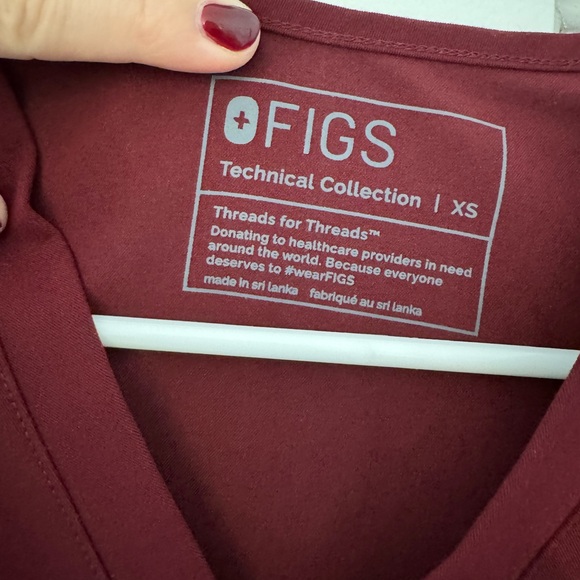 FIGS
Technical Collection | XS
Threads for Threads™
Donating to healthcare providers in need
around the world. Because everyone
deserves to #wearFIGS
made in sri lanka fabriqué au sri lanka